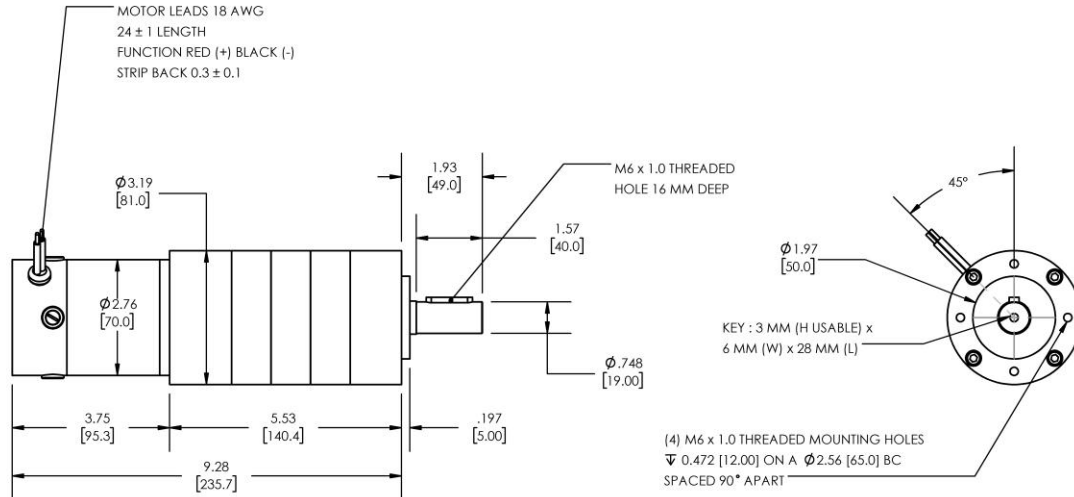 MOTOR LEADS 18 AWG
24 ± 1 LENGTH
FUNCTION RED (+) BLACK (-)
STRIP BACK 0.3 ± 0.1
Ø3.19
[81.0]
1.93
[49.0]
M6 x 1.0 THREADED
HOLE 16 MM DEEP
1.57
[40.0]
45°
Ø1.97
[50.0]
Ø2.76
[70.0]
KEY : 3 MM (H USABLE) x
6 MM (W) x 28 MM (L)
Ø.748
[19.00]
3.75
[95.3]
5.53
[140.4]
.197
[5.00]
9.28
[235.7]
(4) M6 x 1.0 THREADED MOUNTING HOLES
↧ 0.472 [12.00] ON A Ø2.56 [65.0] BC
SPACED 90° APART